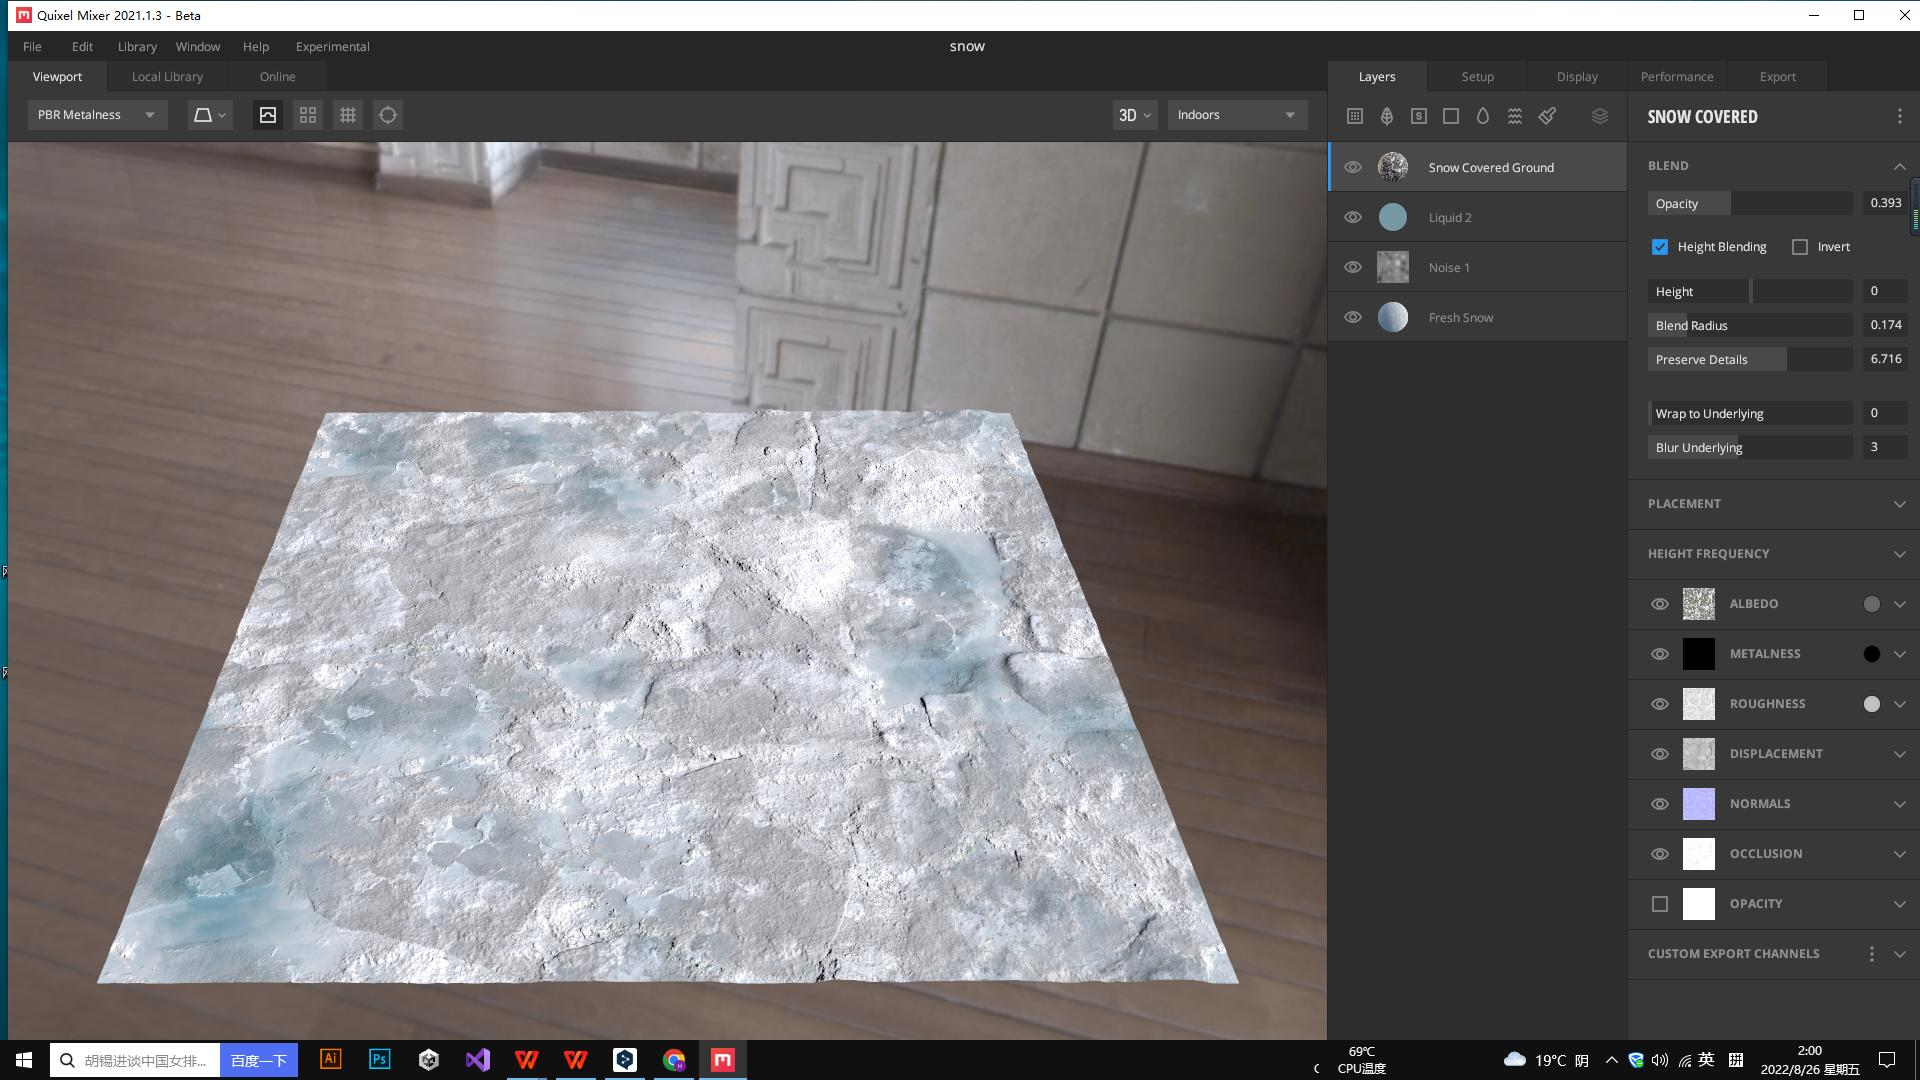 Quixel Mixer 2021.1.3 - Beta
File Edit Library Window Help Experimental
snow
Viewport Local Library Online
Layers Setup Display Performance Export
PBR Metalness
3D
Indoors
SNOW COVERED
Snow Covered Ground
Liquid 2
Noise 1
Fresh Snow
BLEND
Opacity 0.393
Height Blending Invert
Height 0
Blend Radius 0.174
Preserve Details 6.716
Wrap to Underlying 0
Blur Underlying 3
PLACEMENT
HEIGHT FREQUENCY
ALBEDO
METALNESS
ROUGHNESS
DISPLACEMENT
NORMALS
OCCLUSION
OPACITY
CUSTOM EXPORT CHANNELS
胡锡进谈中国女排... 百度一下
Ai
Ps
69℃
CPU温度
19°C 阴
英
2:00
2022/8/26 星期五